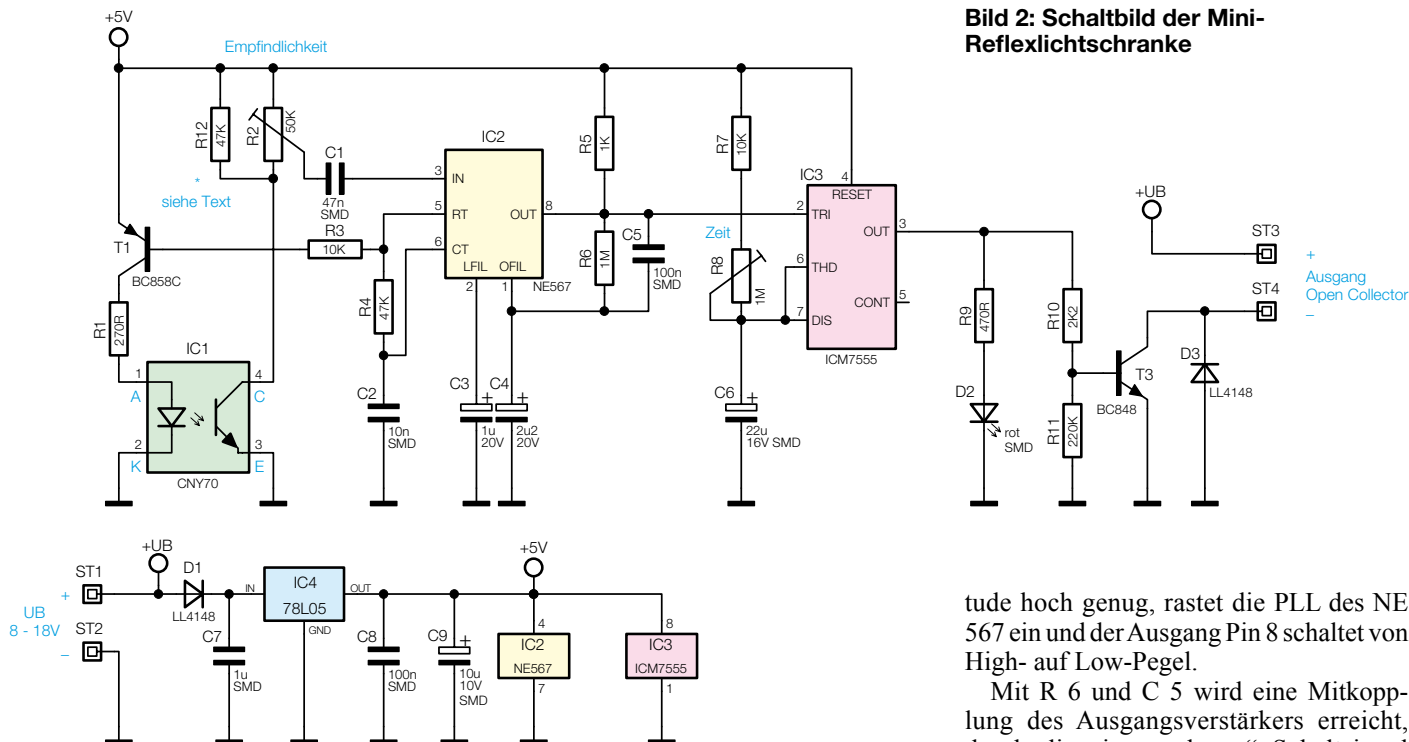 Bild 2: Schaltbild der Mini-
Reflexlichtschranke
+5V
Empfindlichkeit
R12
47K
R2
50K
*
siehe Text
C1
47n
SMD
T1
BC858C
R1
270R
IC1
1
A
2
K
4
C
3
E
CNY70
R3
10K
R4
47K
C2
10n
SMD
IC2
3
IN
5
RT
6
CT
OUT
8
LFIL
OFIL
2
1
NE567
C3
+
1u
20V
C4
+
2u2
20V
R5
1K
R6
1M
C5
100n
SMD
R7
10K
Zeit
R8
1M
C6
+
22u
16V SMD
IC3
4
RESET
2
TRI
OUT
3
6
THD
CONT
5
7
DIS
ICM7555
R9
470R
D2
rot
SMD
R10
2K2
R11
220K
T3
BC848
D3
LL4148
+UB
ST3
+
Ausgang
Open Collector
ST4
–
UB
8 - 18V
ST1
+
ST2
–
+UB
D1
LL4148
C7
1u
SMD
IN
IC4
78L05
OUT
GND
C8
100n
SMD
C9
+
10u
10V
SMD
+5V
4
IC2
NE567
7
8
IC3
ICM7555
1
tude hoch genug, rastet die PLL des NE
567 ein und der Ausgang Pin 8 schaltet von
High- auf Low-Pegel.
Mit R 6 und C 5 wird eine Mitkopp-
lung des Ausgangsverstärkers erreicht,